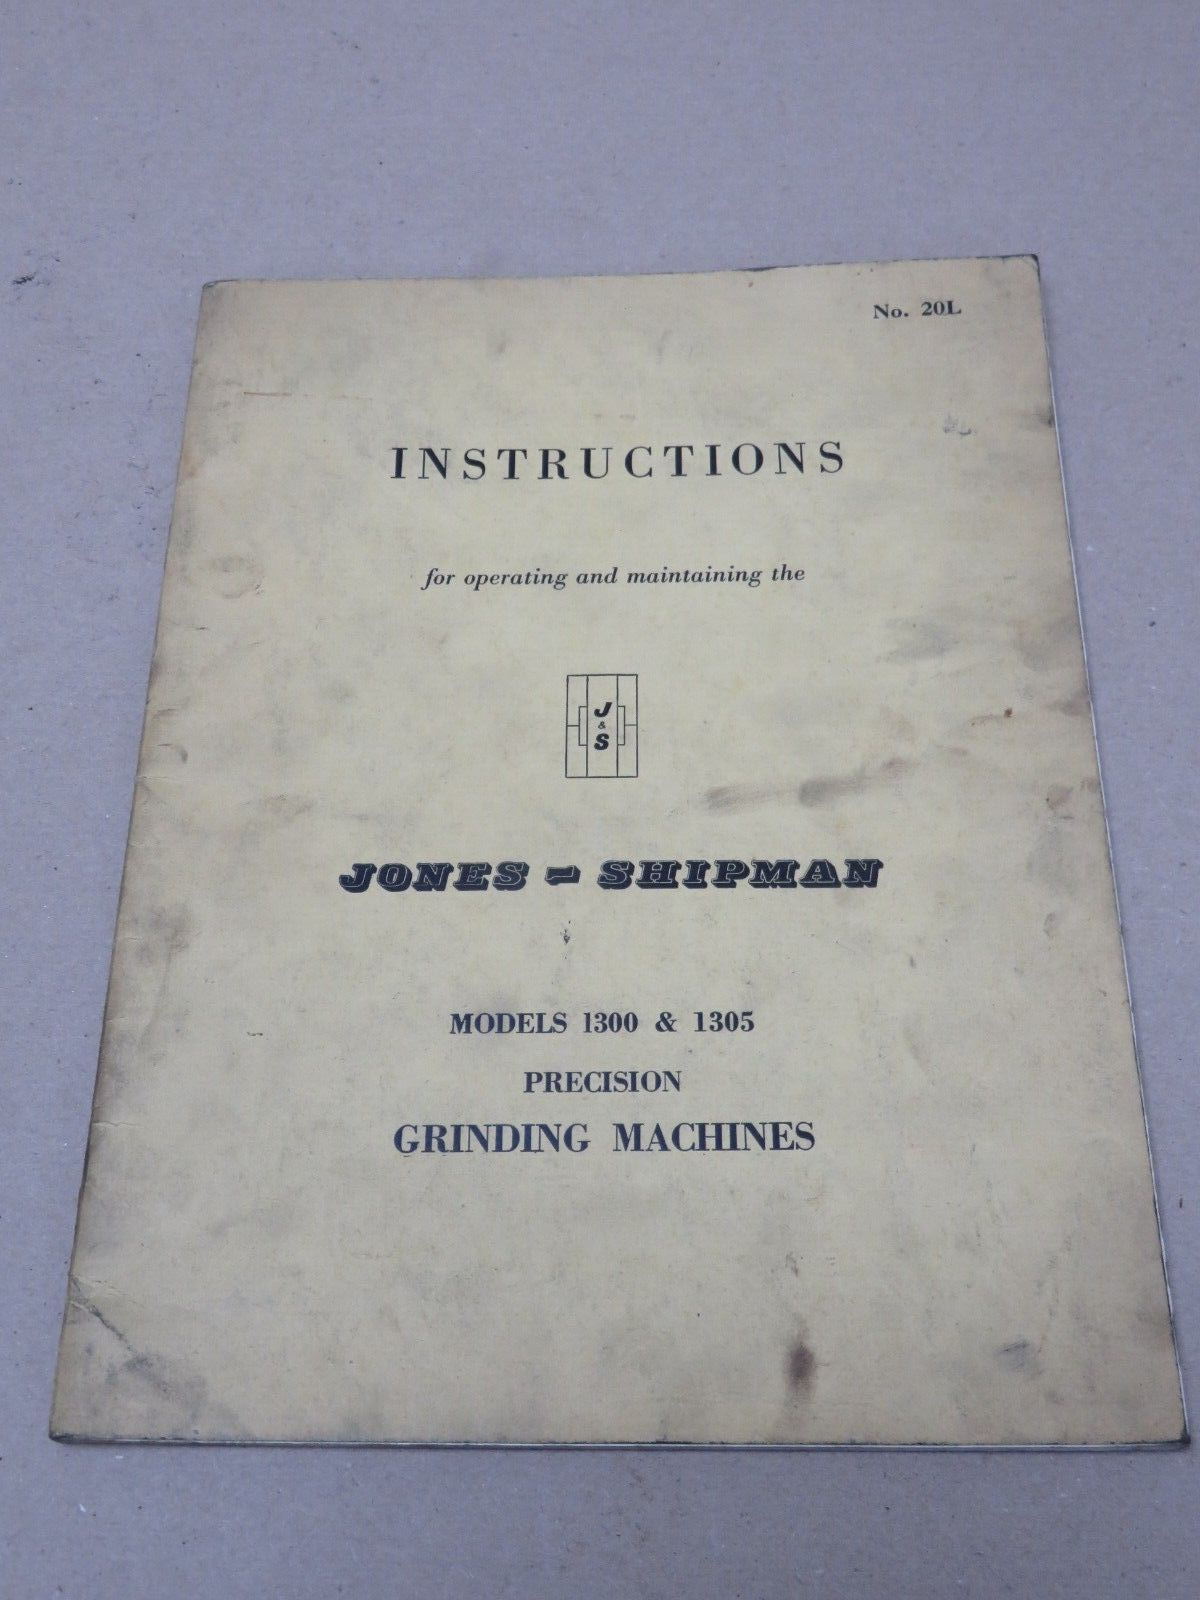 No. 20L
INSTRUCTIONS
for operating and maintaining the
J
&
S
JONES - SHIPMAN
MODELS 1300 & 1305
PRECISION
GRINDING MACHINES